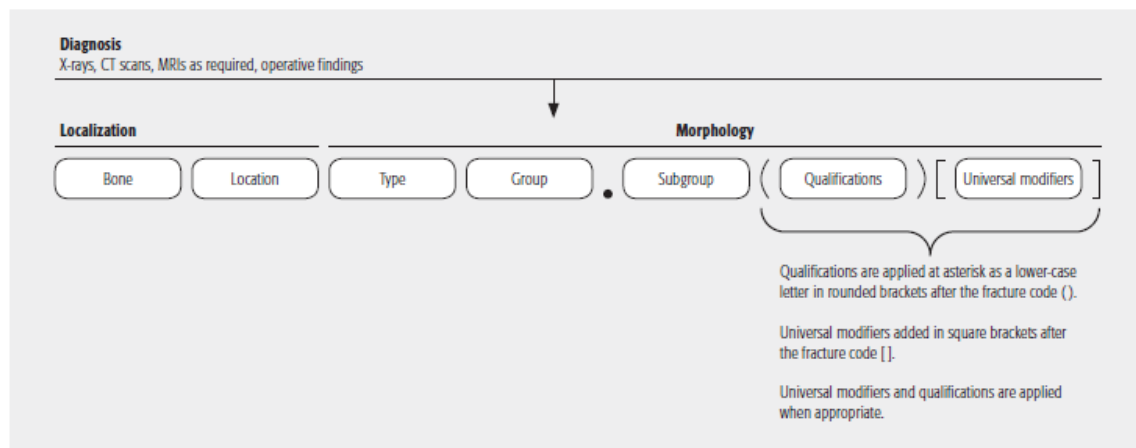 Diagnosis
X-rays, CT scans, MRIs as required, operative findings
Localization Morphology
Bone Location Type Group . Subgroup ( Qualifications ) [ Universal modifiers ]
Qualifications are applied at asterisk as a lower-case
letter in rounded brackets after the fracture code ( ).
Universal modifiers added in square brackets after
the fracture code [ ].
Universal modifiers and qualifications are applied
when appropriate.